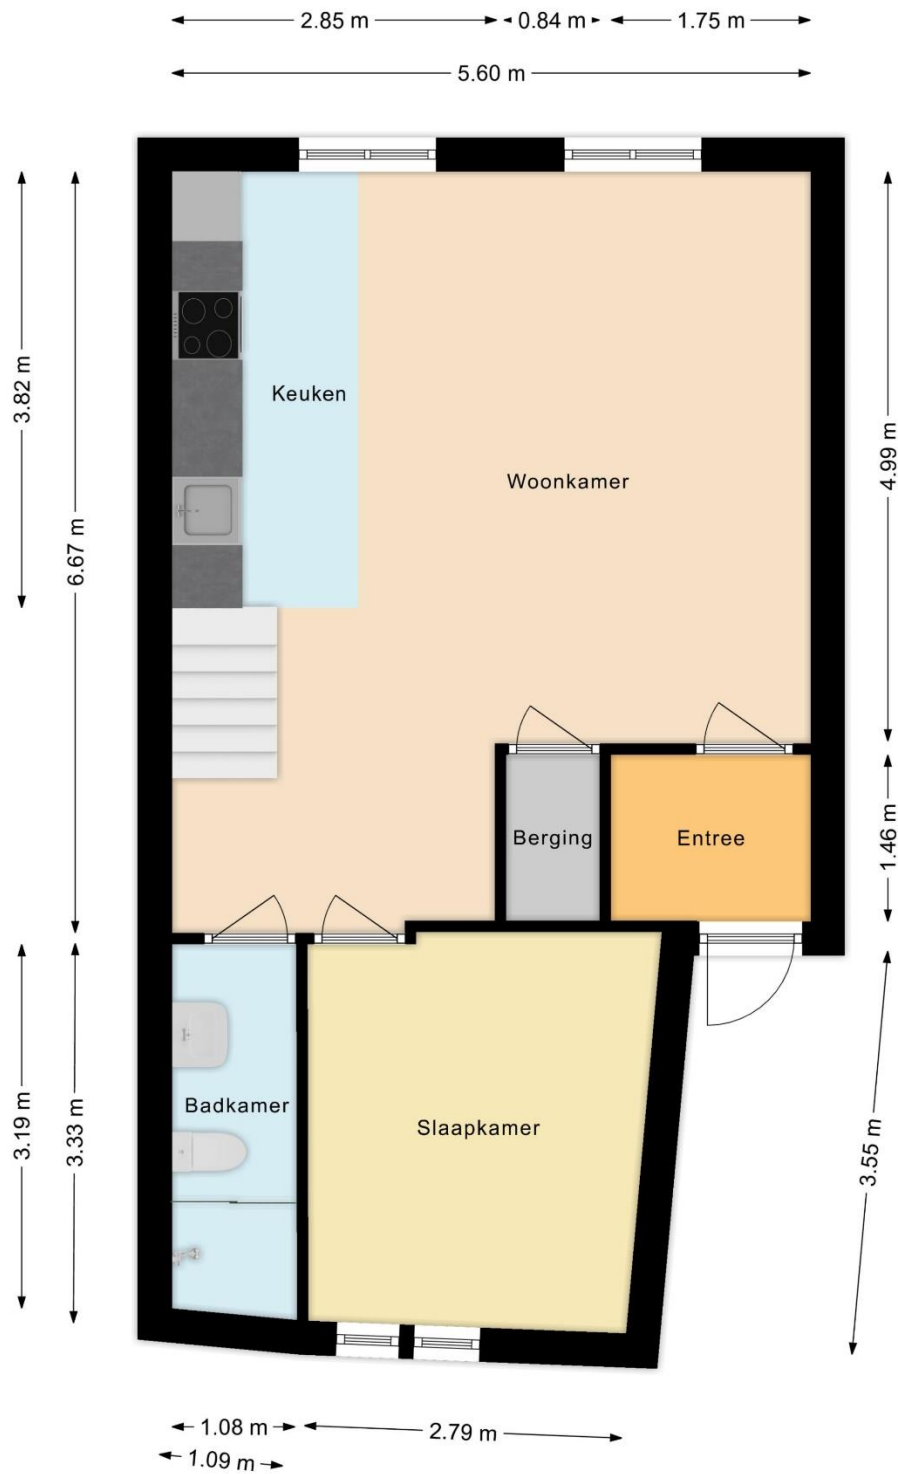 2.85 m 0.84 m 1.75 m
5.60 m
3.82 m
6.67 m
4.99 m
Keuken
Woonkamer
Berging
Entree
1.46 m
3.19 m
3.33 m
Badkamer
Slaapkamer
3.55 m
1.08 m
2.79 m
1.09 m